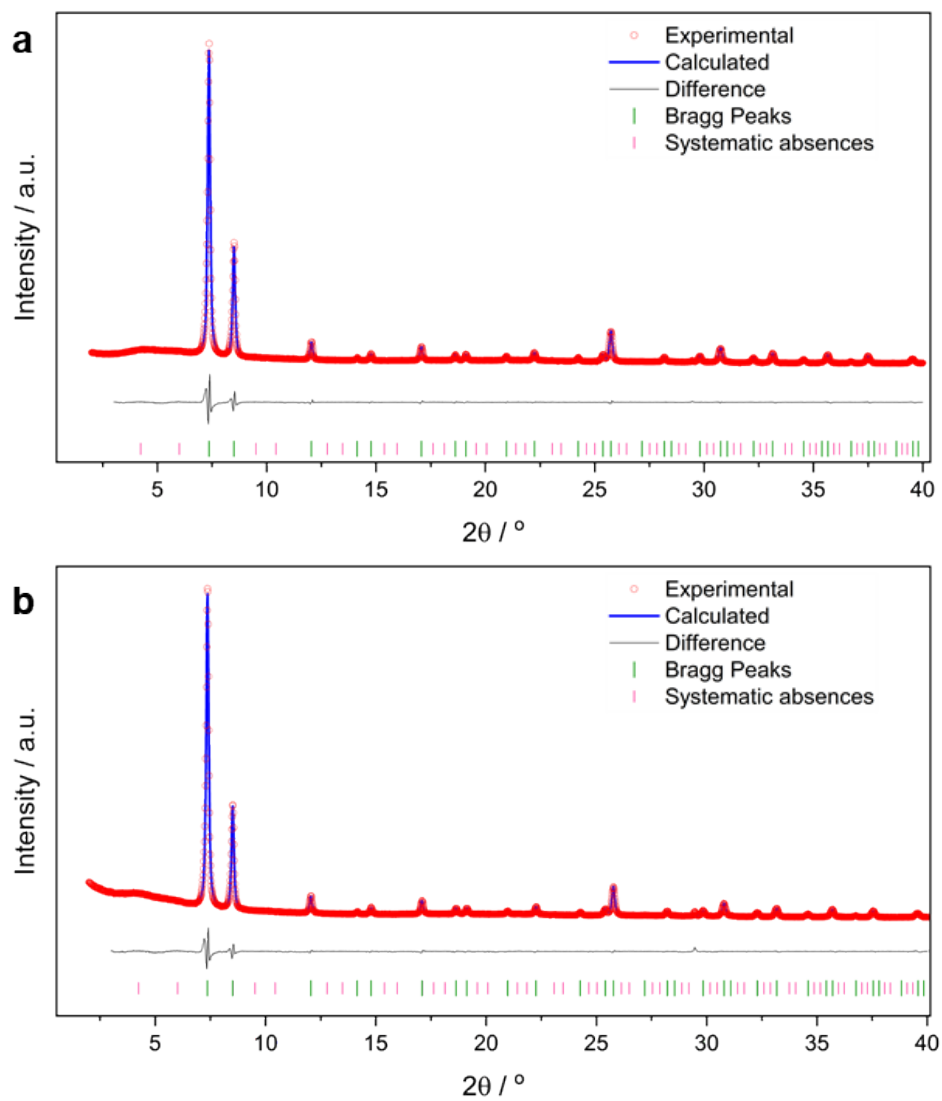 a
Experimental
Calculated
Difference
Bragg Peaks
Systematic absences
Intensity / a.u.
5 10 15 20 25 30 35 40
2θ / °
b
Experimental
Calculated
Difference
Bragg Peaks
Systematic absences
Intensity / a.u.
5 10 15 20 25 30 35 40
2θ / °